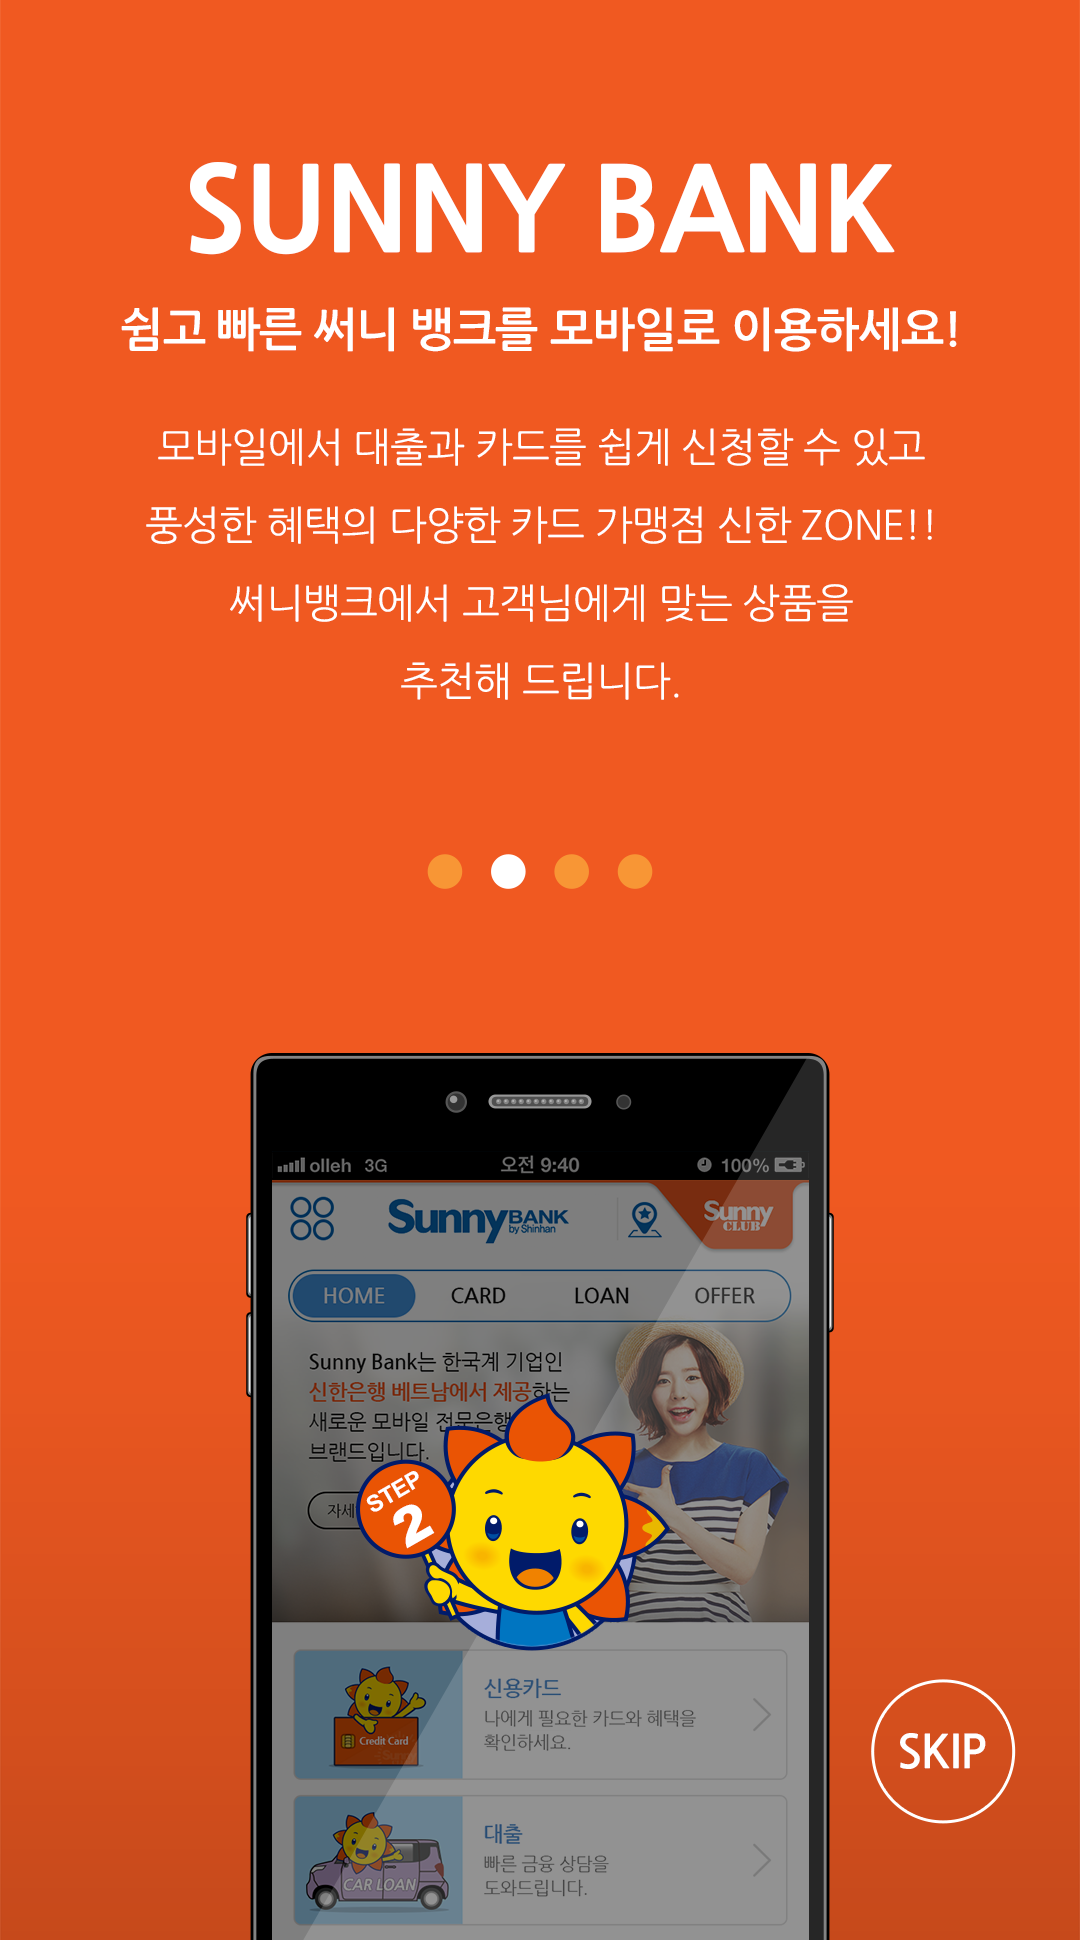 SUNNY BANK
쉽고 빠른 써니 뱅크를 모바일로 이용하세요!
모바일에서 대출과 카드를 쉽게 신청할 수 있고
풍성한 혜택의 다양한 카드 가맹점 신한 ZONE!!
써니뱅크에서 고객님에게 맞는 상품을
추천해 드립니다.
olleh 3G 오전 9:40 100%
Sunny BANK
by Shinhan
Sunny
CLUB
HOME CARD LOAN OFFER
Sunny Bank는 한국계 기업인
신한은행 베트남에서 제공하는
새로운 모바일 전문은행
브랜드입니다.
자세
STEP
2
신용카드
나에게 필요한 카드와 혜택을
확인하세요.
Credit Card
SKIP
대출
빠른 금융 상담을
도와드립니다.
CAR LOAN